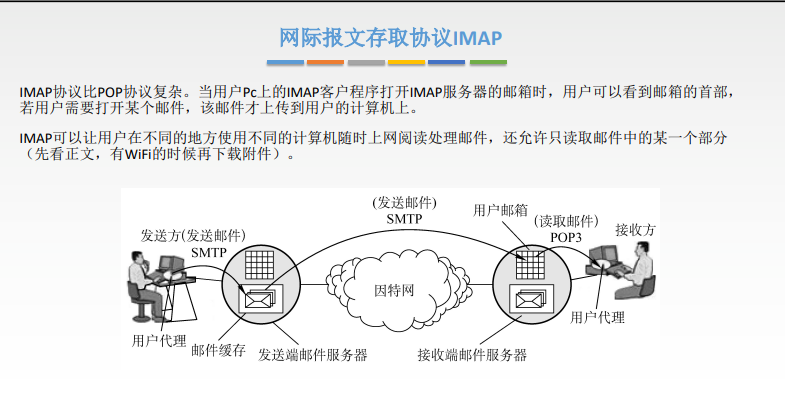 网际报文存取协议IMAP
IMAP协议比POP协议复杂。当用户Pc上的IMAP客户程序打开IMAP服务器的邮箱时，用户可以看到邮箱的首部，
若用户需要打开某个邮件，该邮件才上传到用户的计算机上。
IMAP可以让用户在不同的地方使用不同的计算机随时上网阅读处理邮件，还允许只读取邮件中的某一个部分
（先看正文，有WiFi的时候再下载附件）。
(发送邮件)
SMTP
用户邮箱
(读取邮件)
POP3
接收方
发送方(发送邮件)
SMTP
因特网
用户代理
邮件缓存
发送端邮件服务器
接收端邮件服务器
用户代理